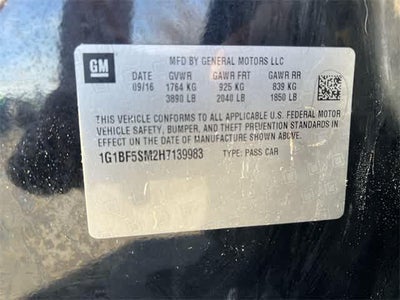 GM
MFD BY GENERAL MOTORS LLC
DATE GVWR GAWR FRT GAWR RR
09/16 1764 KG 925 KG 839 KG
3890 LB 2040 LB 1850 LB
THIS VEHICLE CONFORMS TO ALL APPLICABLE U.S. FEDERAL MOTOR
VEHICLE SAFETY, BUMPER, AND THEFT PREVENTION STANDARDS
IN EFFECT ON THE DATE OF MANUFACTURE SHOWN ABOVE.
1G1BF5SM2H7139983 TYPE: PASS CAR